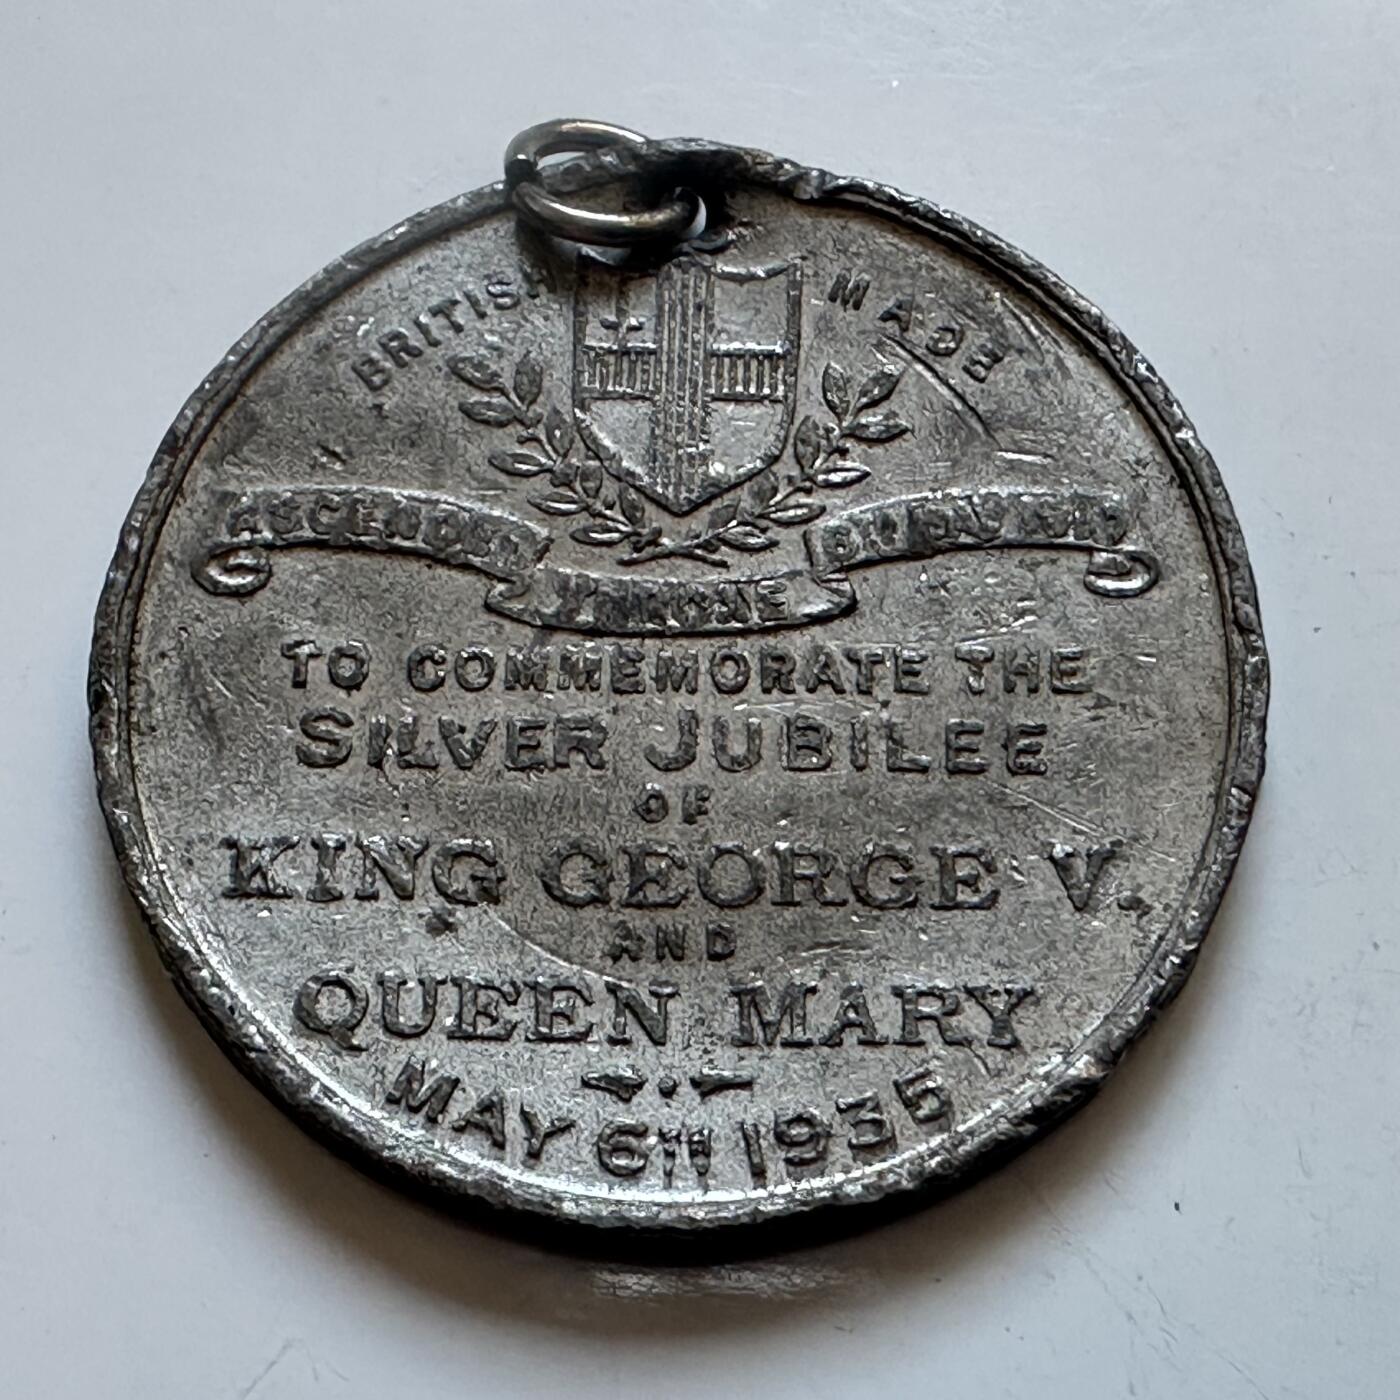 BRITISH MADE
TO COMMEMORATE THE
SILVER JUBILEE
OF
KING GEORGE V.
AND
QUEEN MARY
MAY 6TH 1935